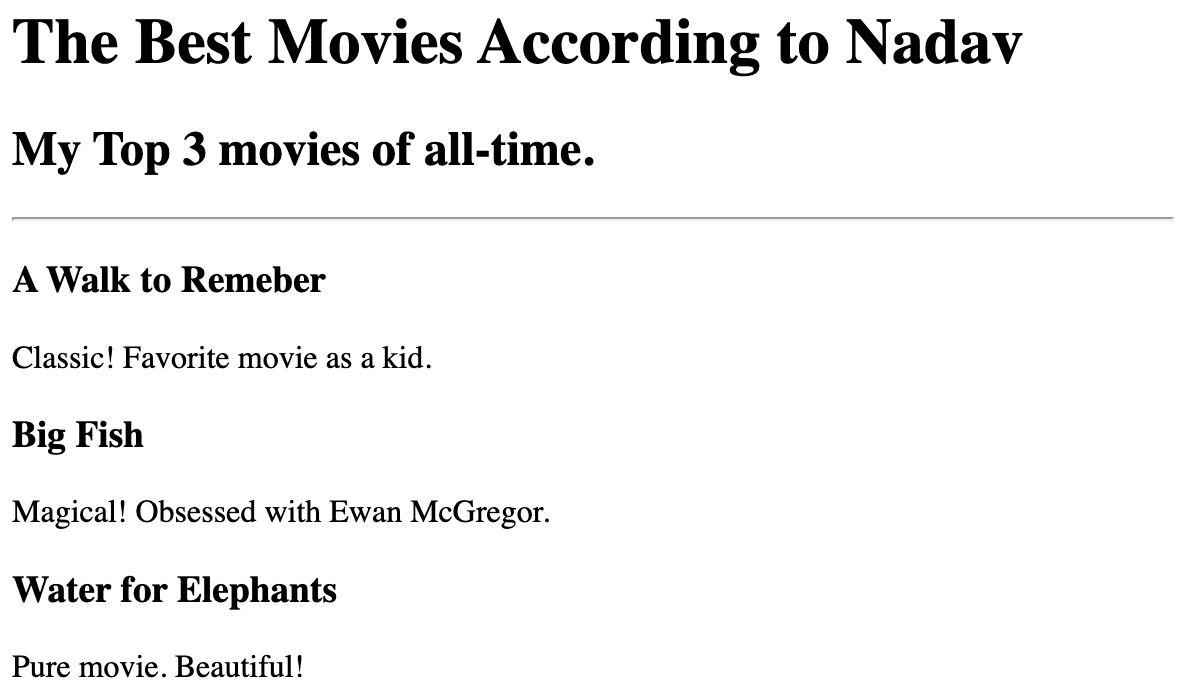 The Best Movies According to Nadav
My Top 3 movies of all-time.
A Walk to Remeber
Classic! Favorite movie as a kid.
Big Fish
Magical! Obsessed with Ewan McGregor.
Water for Elephants
Pure movie. Beautiful!